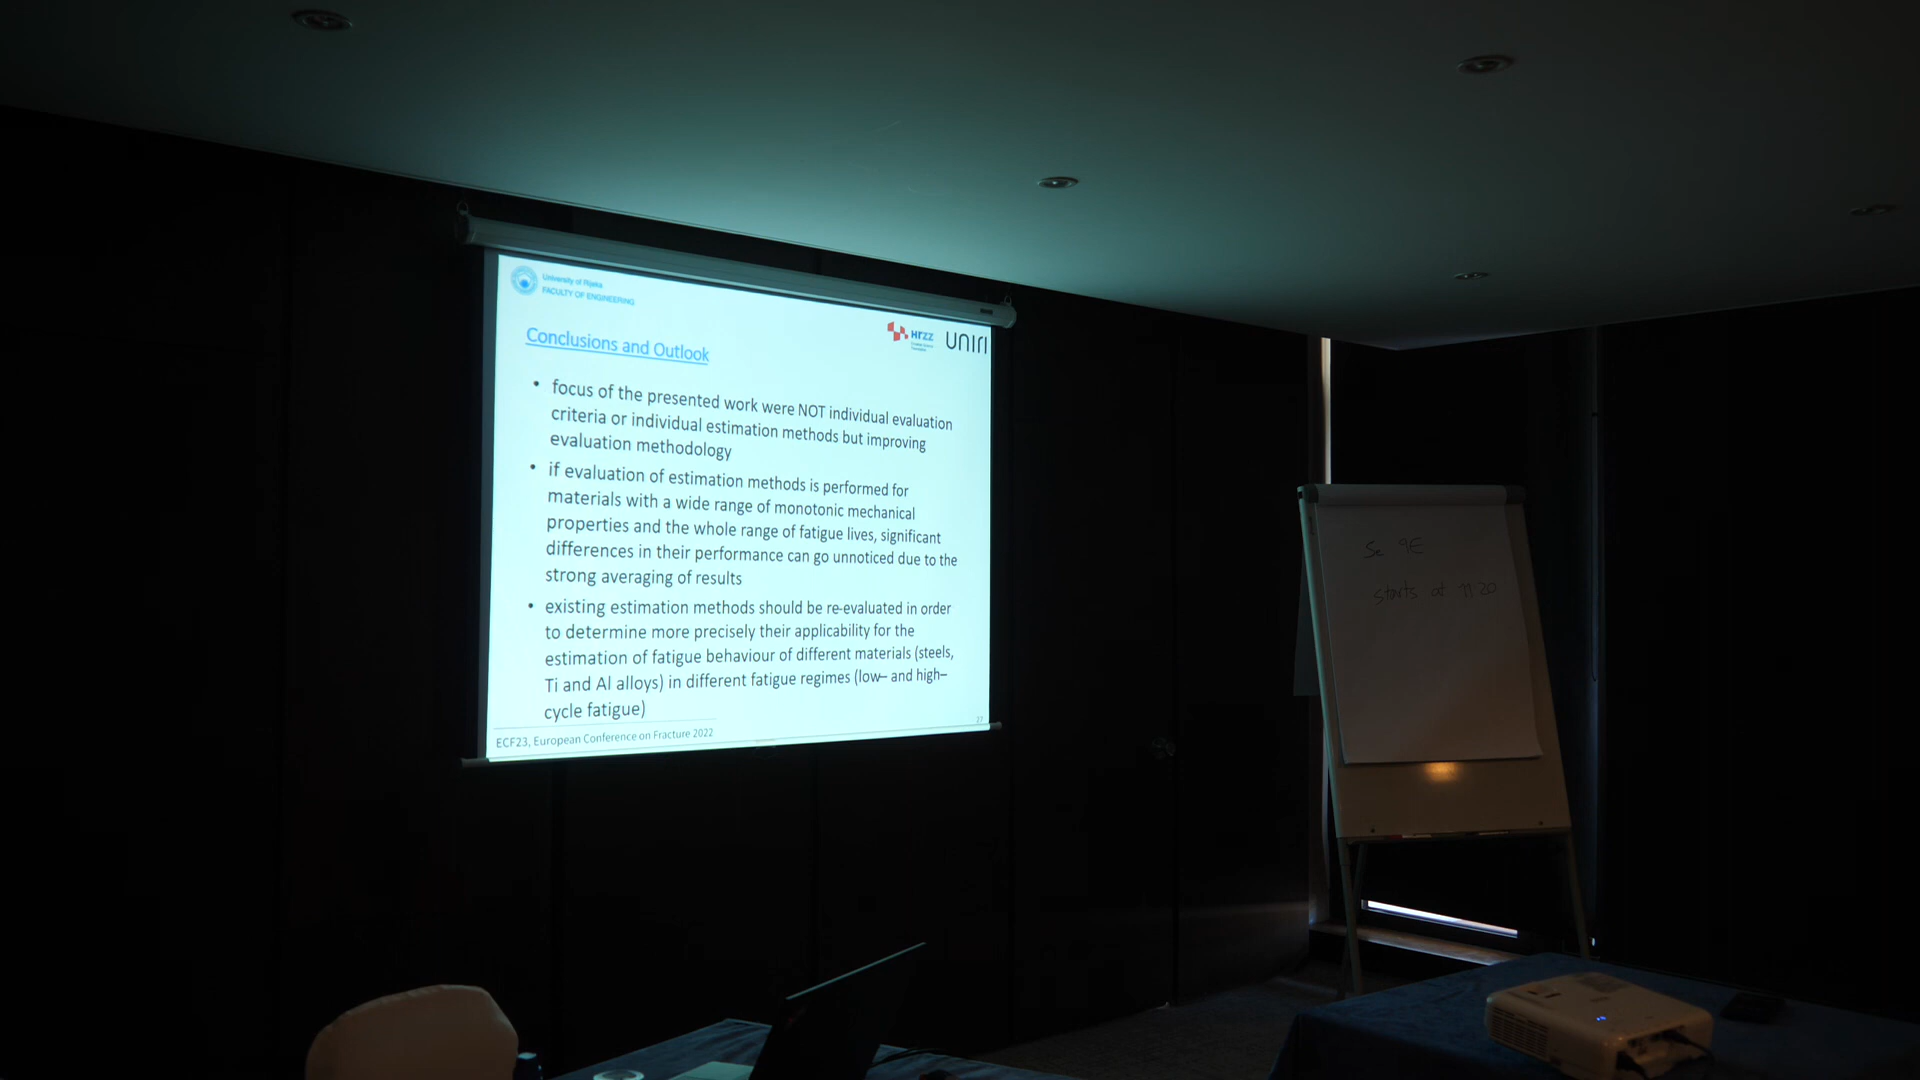 University of Rijeka
FACULTY OF ENGINEERING
HrZZ
UNIRI
Conclusions and Outlook
• focus of the presented work were NOT individual evaluation
criteria or individual estimation methods but improving
evaluation methodology
• if evaluation of estimation methods is performed for
materials with a wide range of monotonic mechanical
properties and the whole range of fatigue lives, significant
differences in their performance can go unnoticed due to the
strong averaging of results
• existing estimation methods should be re-evaluated in order
to determine more precisely their applicability for the
estimation of fatigue behaviour of different materials (steels,
Ti and Al alloys) in different fatigue regimes (low– and high–
cycle fatigue)
27
ECF23, European Conference on Fracture 2022
Se 9E
starts at 11:20